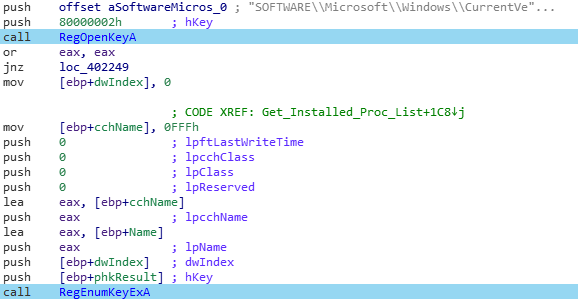 push offset aSoftwareMicros_0 ; "SOFTWARE\\Microsoft\\Windows\\CurrentVe"...
push 80000002h ; hKey
call RegOpenKeyA
or eax, eax
jnz loc_402249
mov [ebp+dwIndex], 0
; CODE XREF: Get_Installed_Proc_List+1C8↓j
mov [ebp+cchName], 0FFFh
push 0 ; lpftLastWriteTime
push 0 ; lpcchClass
push 0 ; lpClass
push 0 ; lpReserved
lea eax, [ebp+cchName]
push eax ; lpcchName
lea eax, [ebp+Name]
push eax ; lpName
push [ebp+dwIndex] ; dwIndex
push [ebp+phkResult] ; hKey
call RegEnumKeyExA